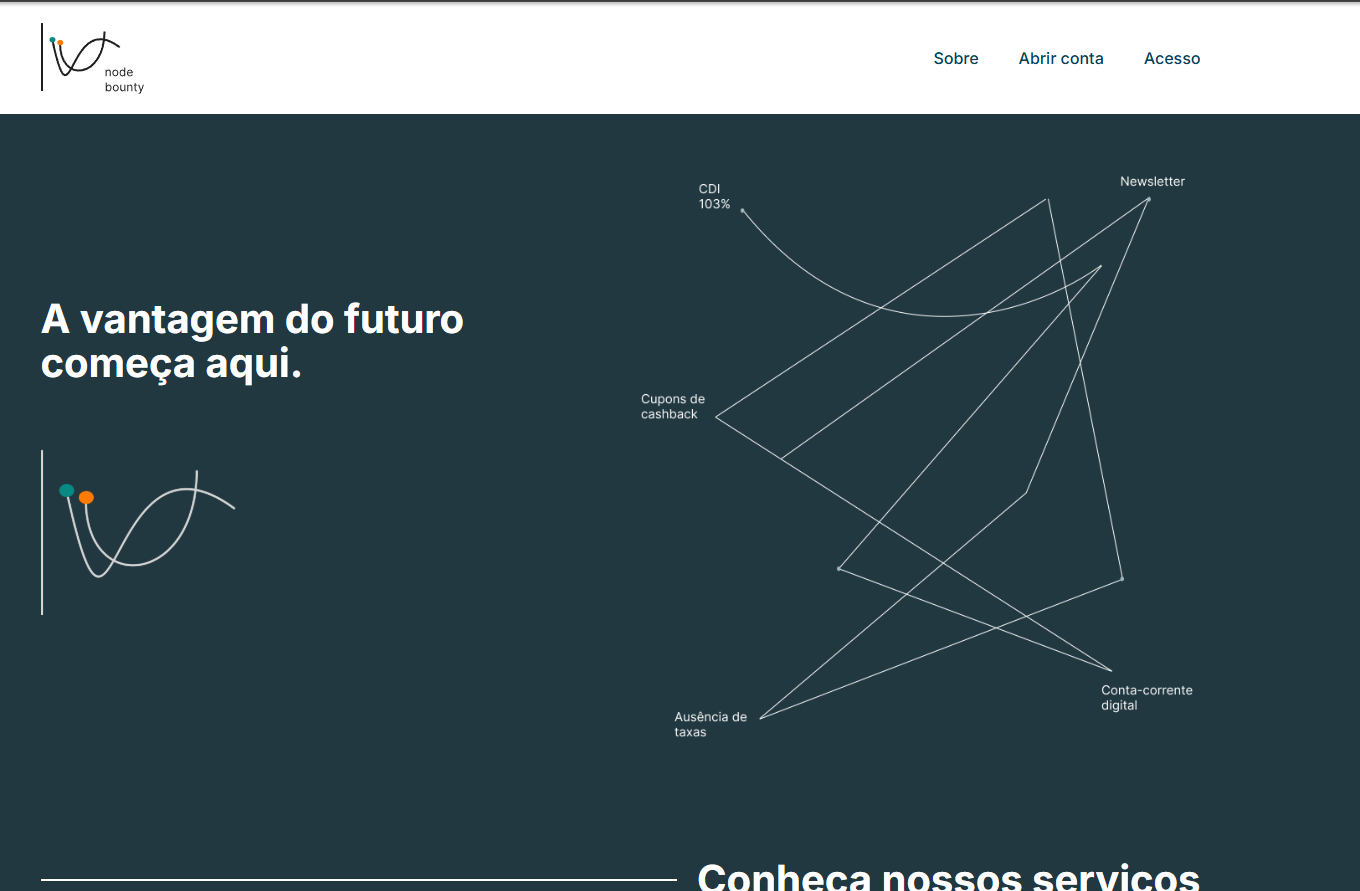 node
bounty
Sobre
Abrir conta
Acesso
CDI
103%
Newsletter
A vantagem do futuro
começa aqui.
Cupons de
cashback
Conta-corrente
digital
Ausência de
taxas
Conheça nossos serviços